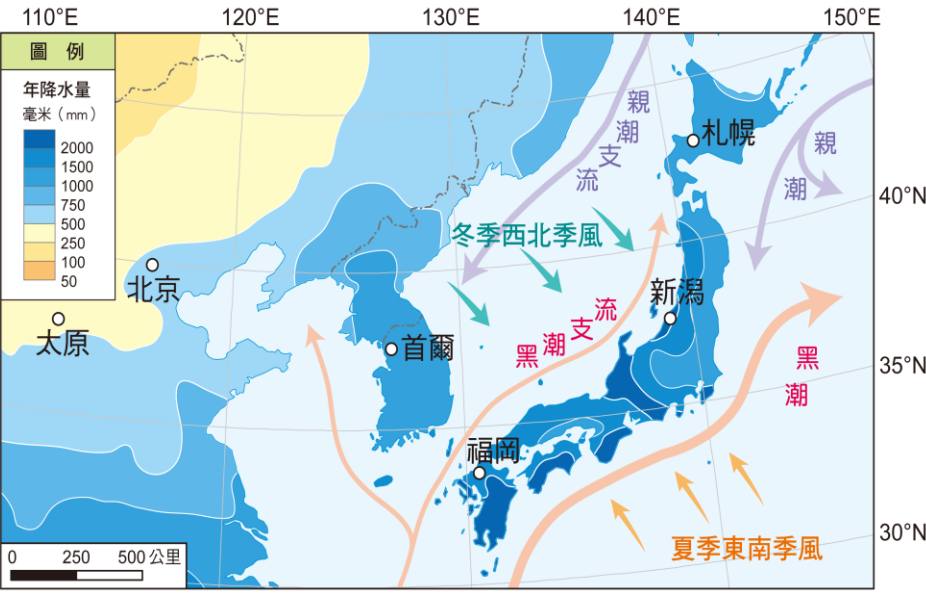 110°E
120°E
130°E
140°E
150°E
圖 例
年降水量
毫米（mm）
2000
1500
1000
750
500
250
100
50
親潮支流
札幌
親潮
40°N
冬季西北季風
北京
新潟
太原
首爾
黑潮支流
黑潮
35°N
福岡
夏季東南季風
30°N
0 250 500 公里